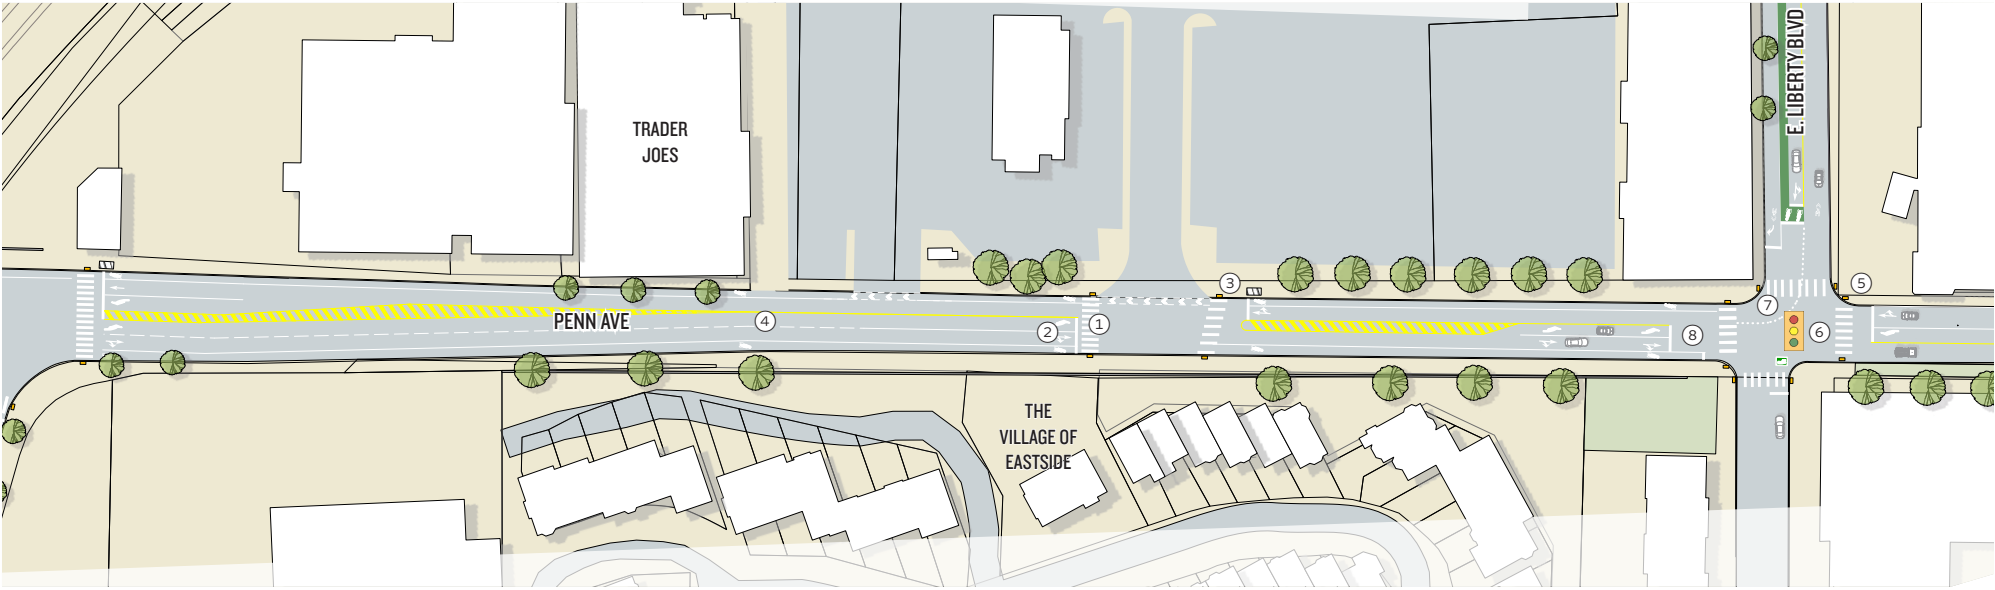 E. LIBERTY BLVD
TRADER
JOES
3
5
7
PENN AVE
4
2
1
6
8
THE
VILLAGE OF
EASTSIDE